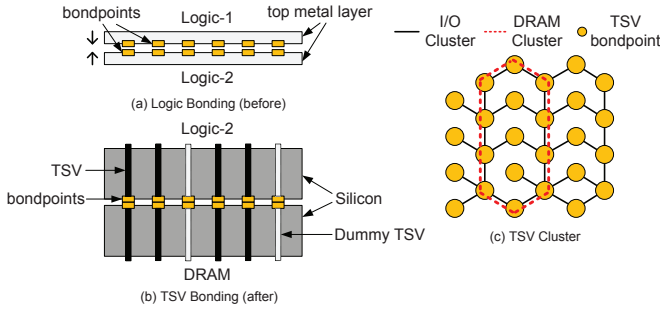 Logic-1
bondpoints
top metal layer
Logic-2
(a) Logic Bonding (before)
Logic-2
TSV
bondpoints
Silicon
Dummy TSV
DRAM
(b) TSV Bonding (after)
I/O
Cluster
DRAM
Cluster
TSV
bondpoint
(c) TSV Cluster